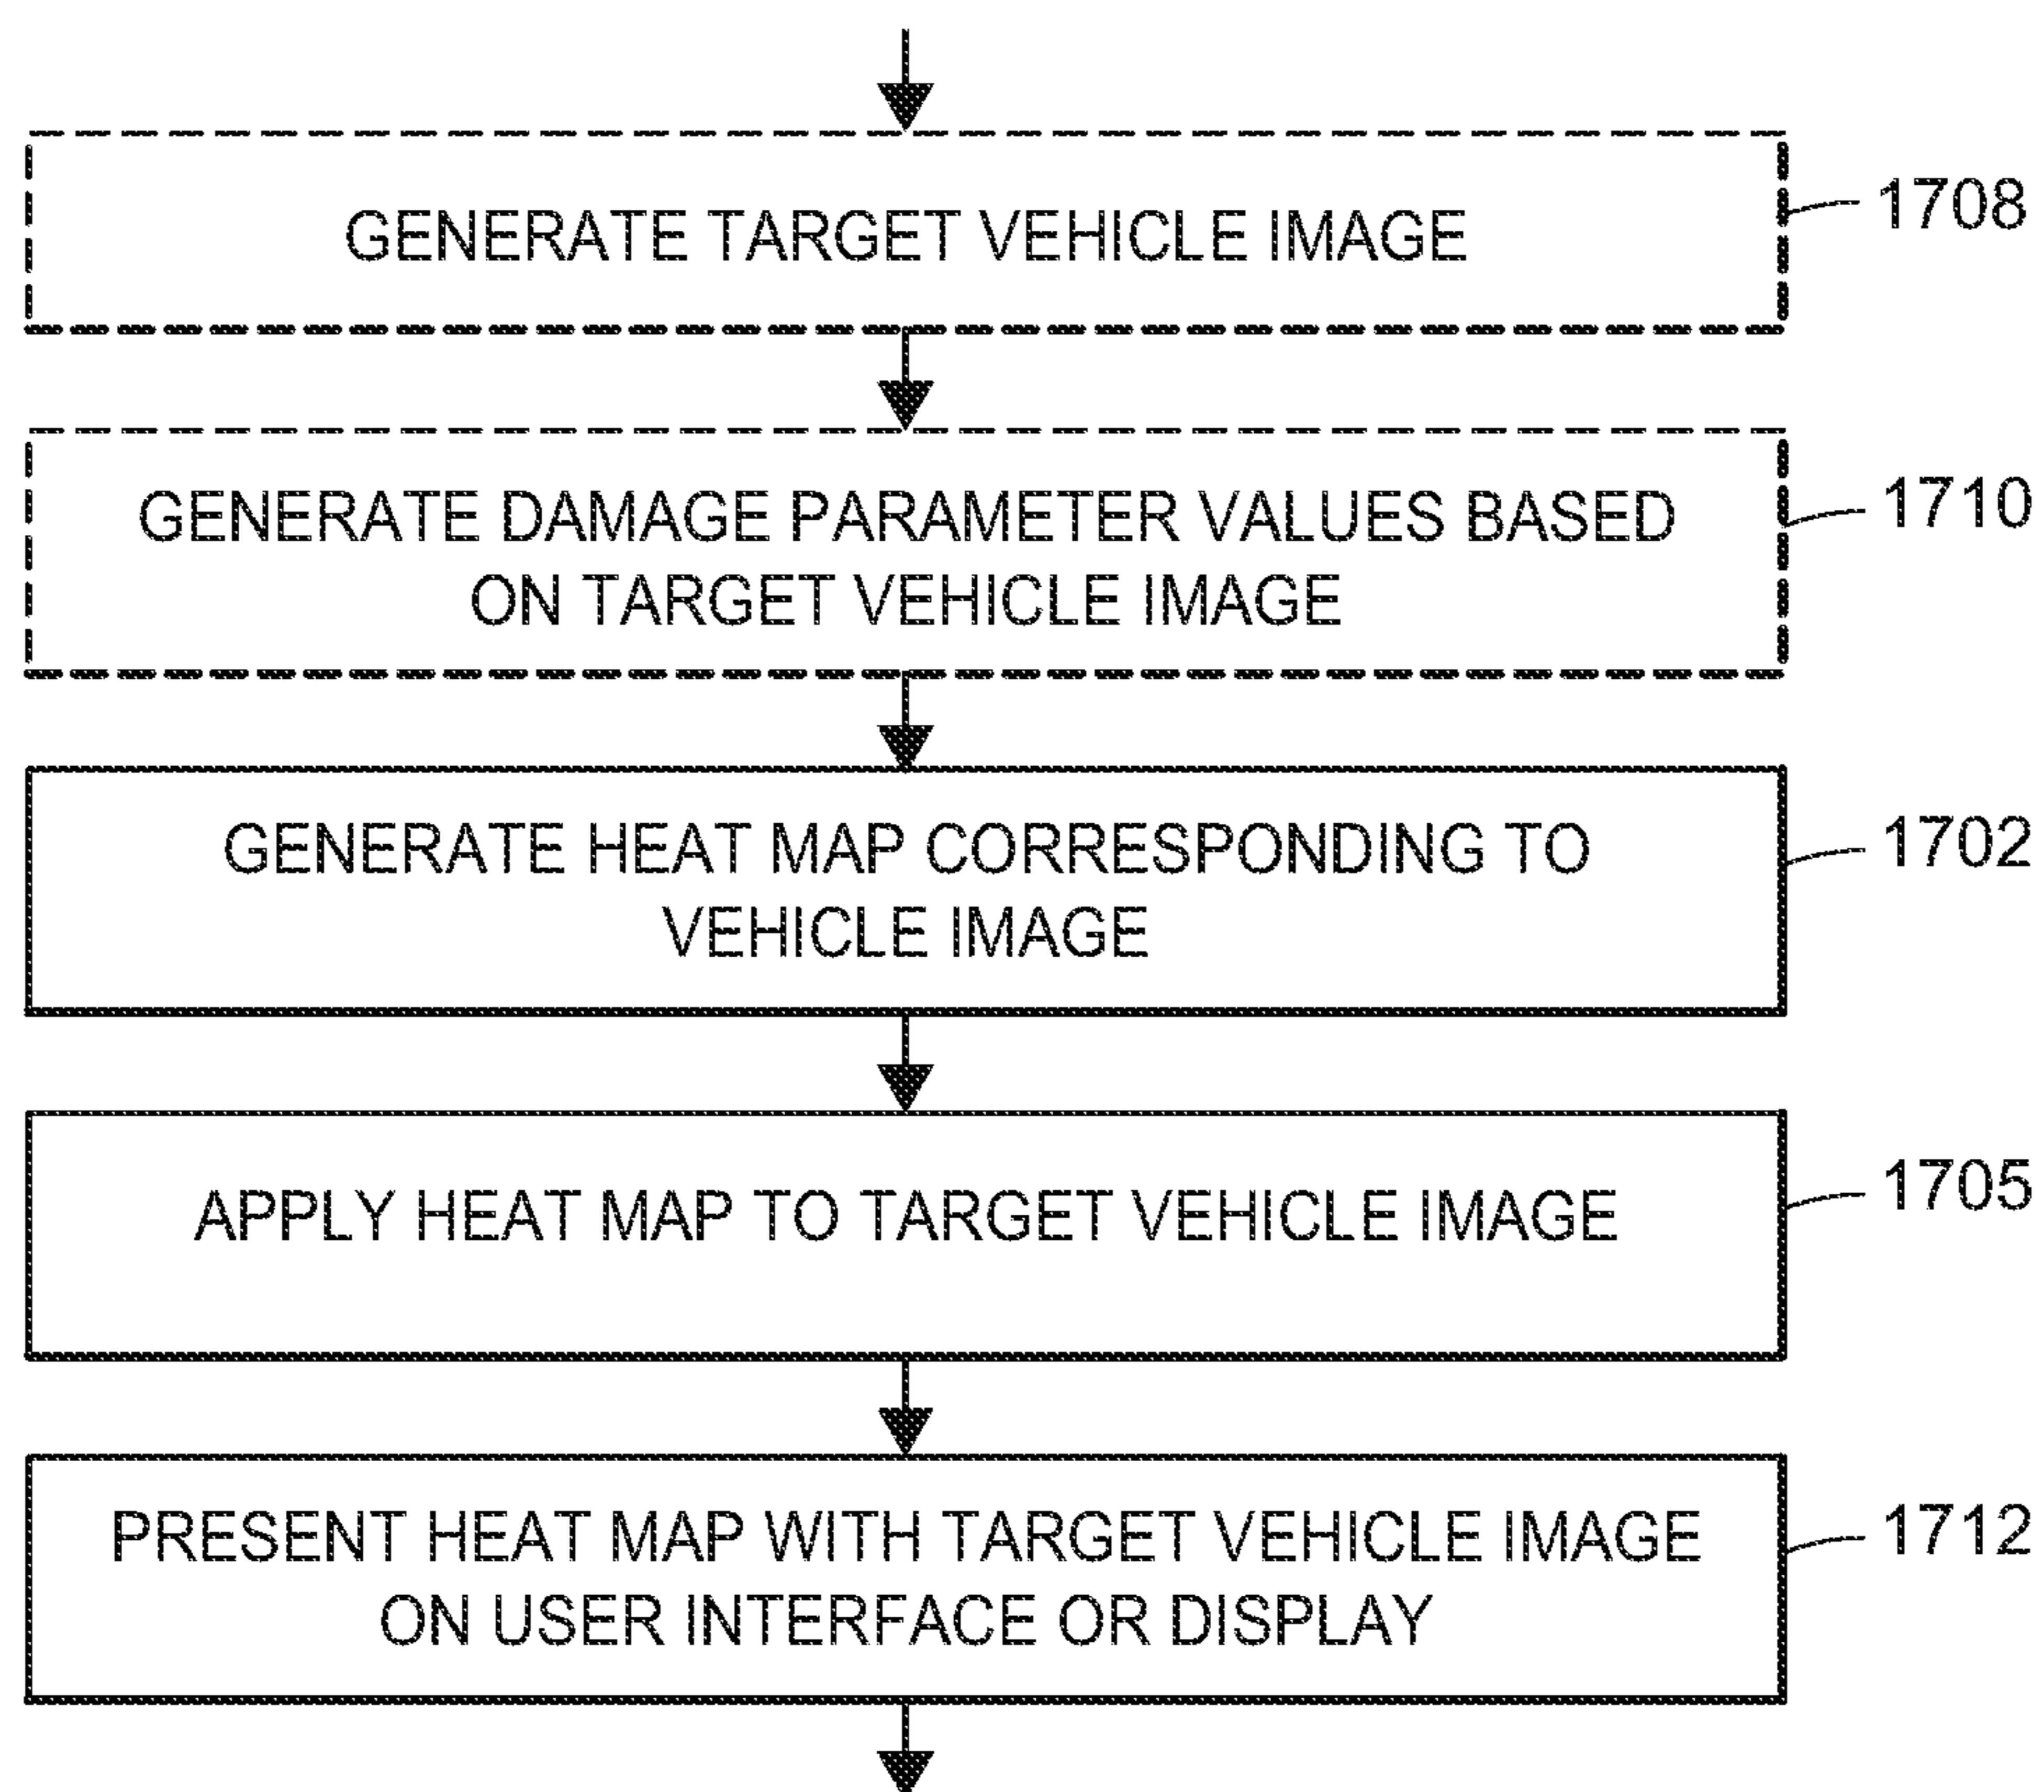 GENERATE TARGET VEHICLE IMAGE
1708
GENERATE DAMAGE PARAMETER VALUES BASED
ON TARGET VEHICLE IMAGE
1710
GENERATE HEAT MAP CORRESPONDING TO
VEHICLE IMAGE
1702
APPLY HEAT MAP TO TARGET VEHICLE IMAGE
1705
PRESENT HEAT MAP WITH TARGET VEHICLE IMAGE
ON USER INTERFACE OR DISPLAY
1712